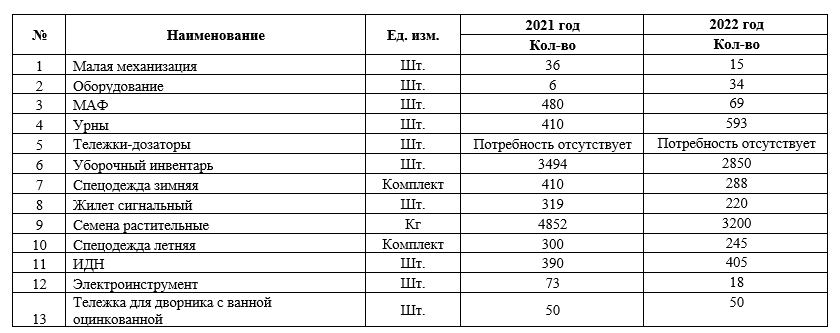 № Наименование Ед. изм. 2021 год 2022 год
Кол-во Кол-во
1 Малая механизация Шт. 36 15
2 Оборудование Шт. 6 34
3 МАФ Шт. 480 69
4 Урны Шт. 410 593
5 Тележки-дозаторы Шт. Потребность отсутствует Потребность отсутствует
6 Уборочный инвентарь Шт. 3494 2850
7 Спецодежда зимняя Комплект 410 288
8 Жилет сигнальный Шт. 319 220
9 Семена растительные Кг 4852 3200
10 Спецодежда летняя Комплект 300 245
11 ИДН Шт. 390 405
12 Электроинструмент Шт. 73 18
13 Тележка для дворника с ванной
оцинкованной Шт. 50 50